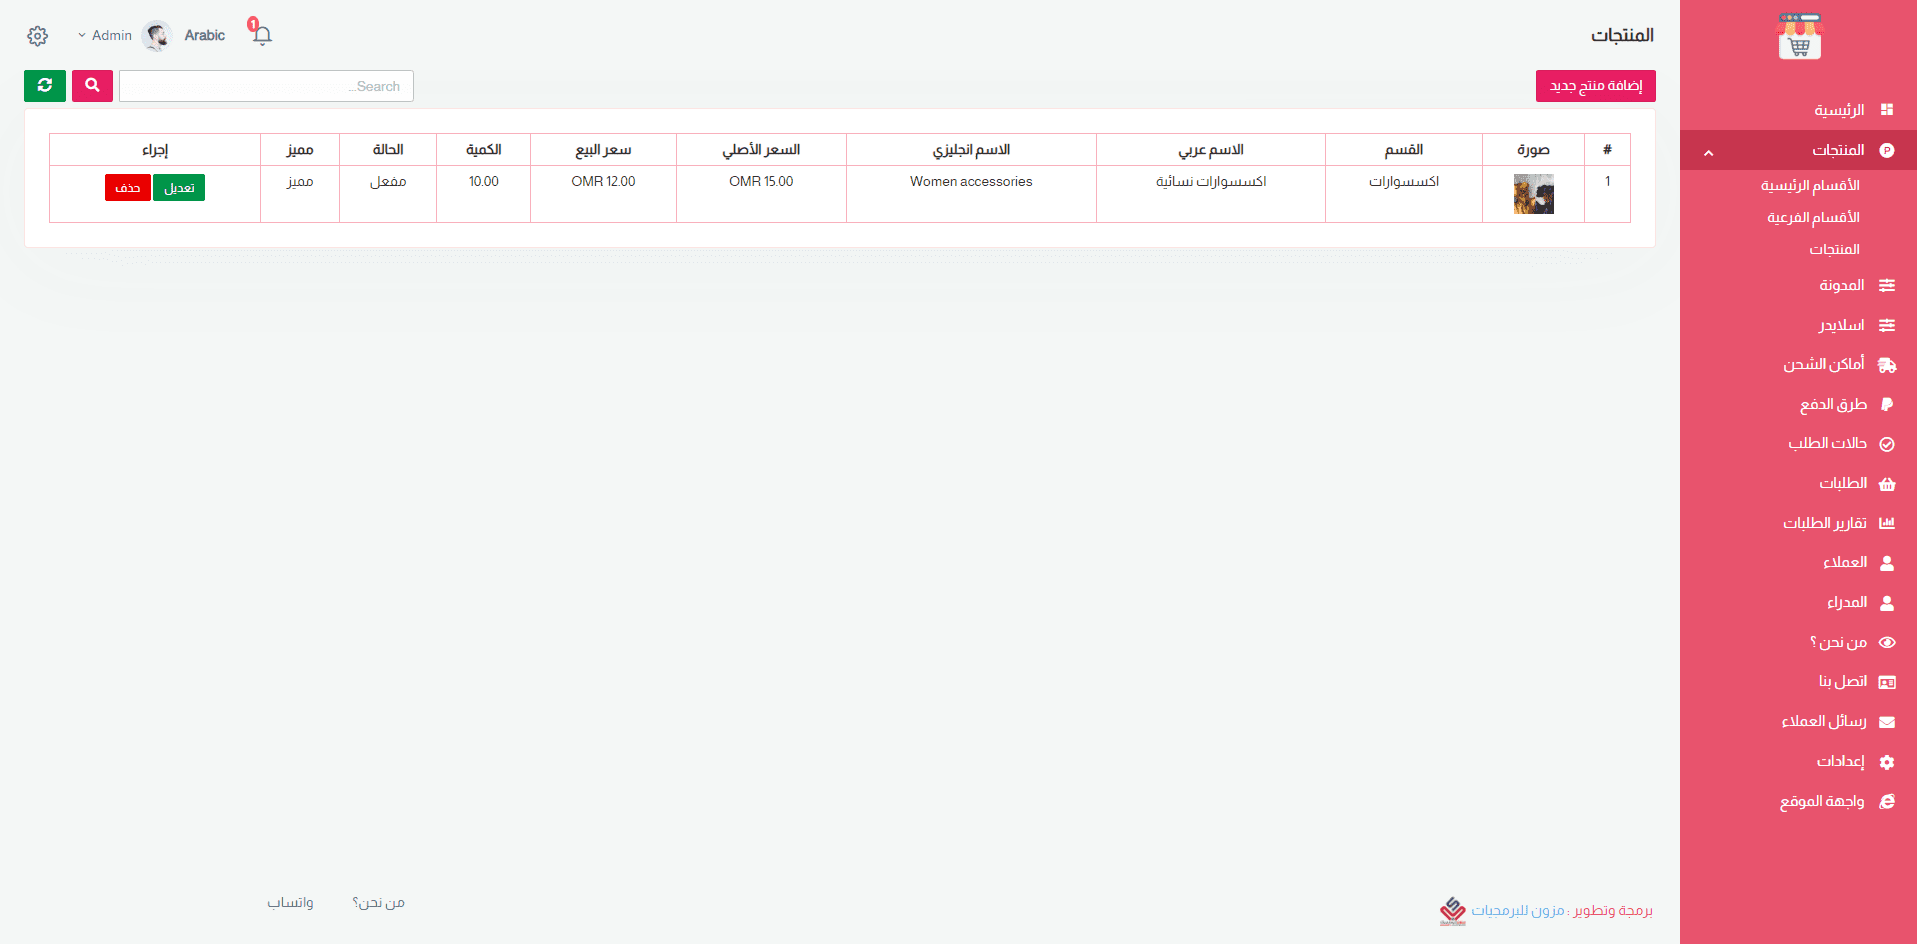 المنتجات
Arabic
1
Admin
إضافة منتج جديد
Search...
# صورة القسم الاسم عربي الاسم انجليزي السعر الأصلي سعر البيع الكمية الحالة مميز إجراء
1 اكسسوارات اكسسوارات نسائية Women accessories OMR 15.00 OMR 12.00 10.00 مفعل مميز تعديل حذف
الرئيسية
المنتجات
الأقسام الرئيسية
الأقسام الفرعية
المنتجات
المدونة
اسلايدر
أماكن الشحن
طرق الدفع
حالات الطلب
الطلبات
تقارير الطلبات
العملاء
المدراء
من نحن ؟
اتصل بنا
رسائل العملاء
إعدادات
واجهة الموقع
برمجة وتطوير : مزون للبرمجيات
من نحن؟
واتساب